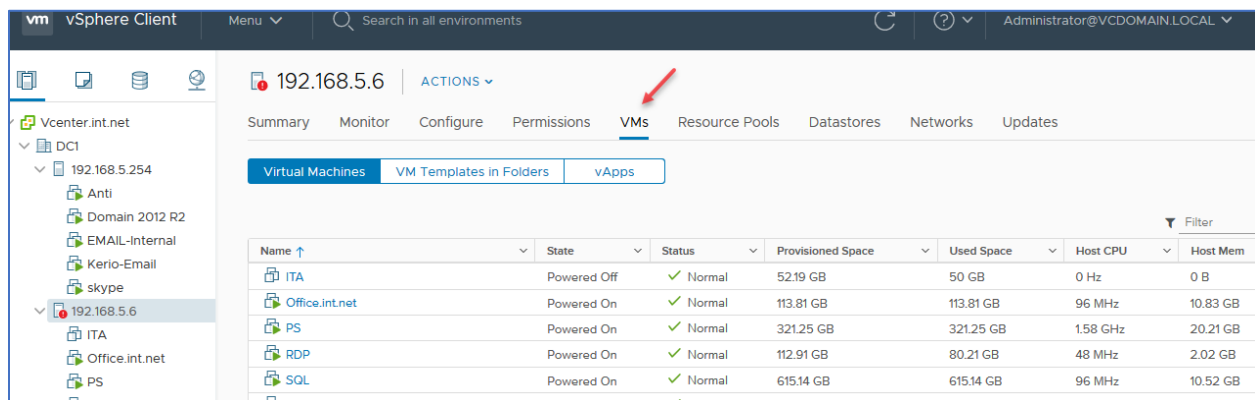 vm vSphere Client Menu Search in all environments Administrator@VCDOMAIN.LOCAL
Vcenter.int.net
DC1
192.168.5.254
Anti
Domain 2012 R2
EMAIL-Internal
Kerio-Email
skype
192.168.5.6
ITA
Office.int.net
PS
192.168.5.6 ACTIONS
Summary Monitor Configure Permissions VMs Resource Pools Datastores Networks Updates
Virtual Machines VM Templates in Folders vApps
Filter
Name State Status Provisioned Space Used Space Host CPU Host Mem
ITA Powered Off Normal 52.19 GB 50 GB 0 Hz 0 B
Office.int.net Powered On Normal 113.81 GB 113.81 GB 96 MHz 10.83 GB
PS Powered On Normal 321.25 GB 321.25 GB 1.58 GHz 20.21 GB
RDP Powered On Normal 112.91 GB 80.21 GB 48 MHz 2.02 GB
SQL Powered On Normal 615.14 GB 615.14 GB 96 MHz 10.52 GB